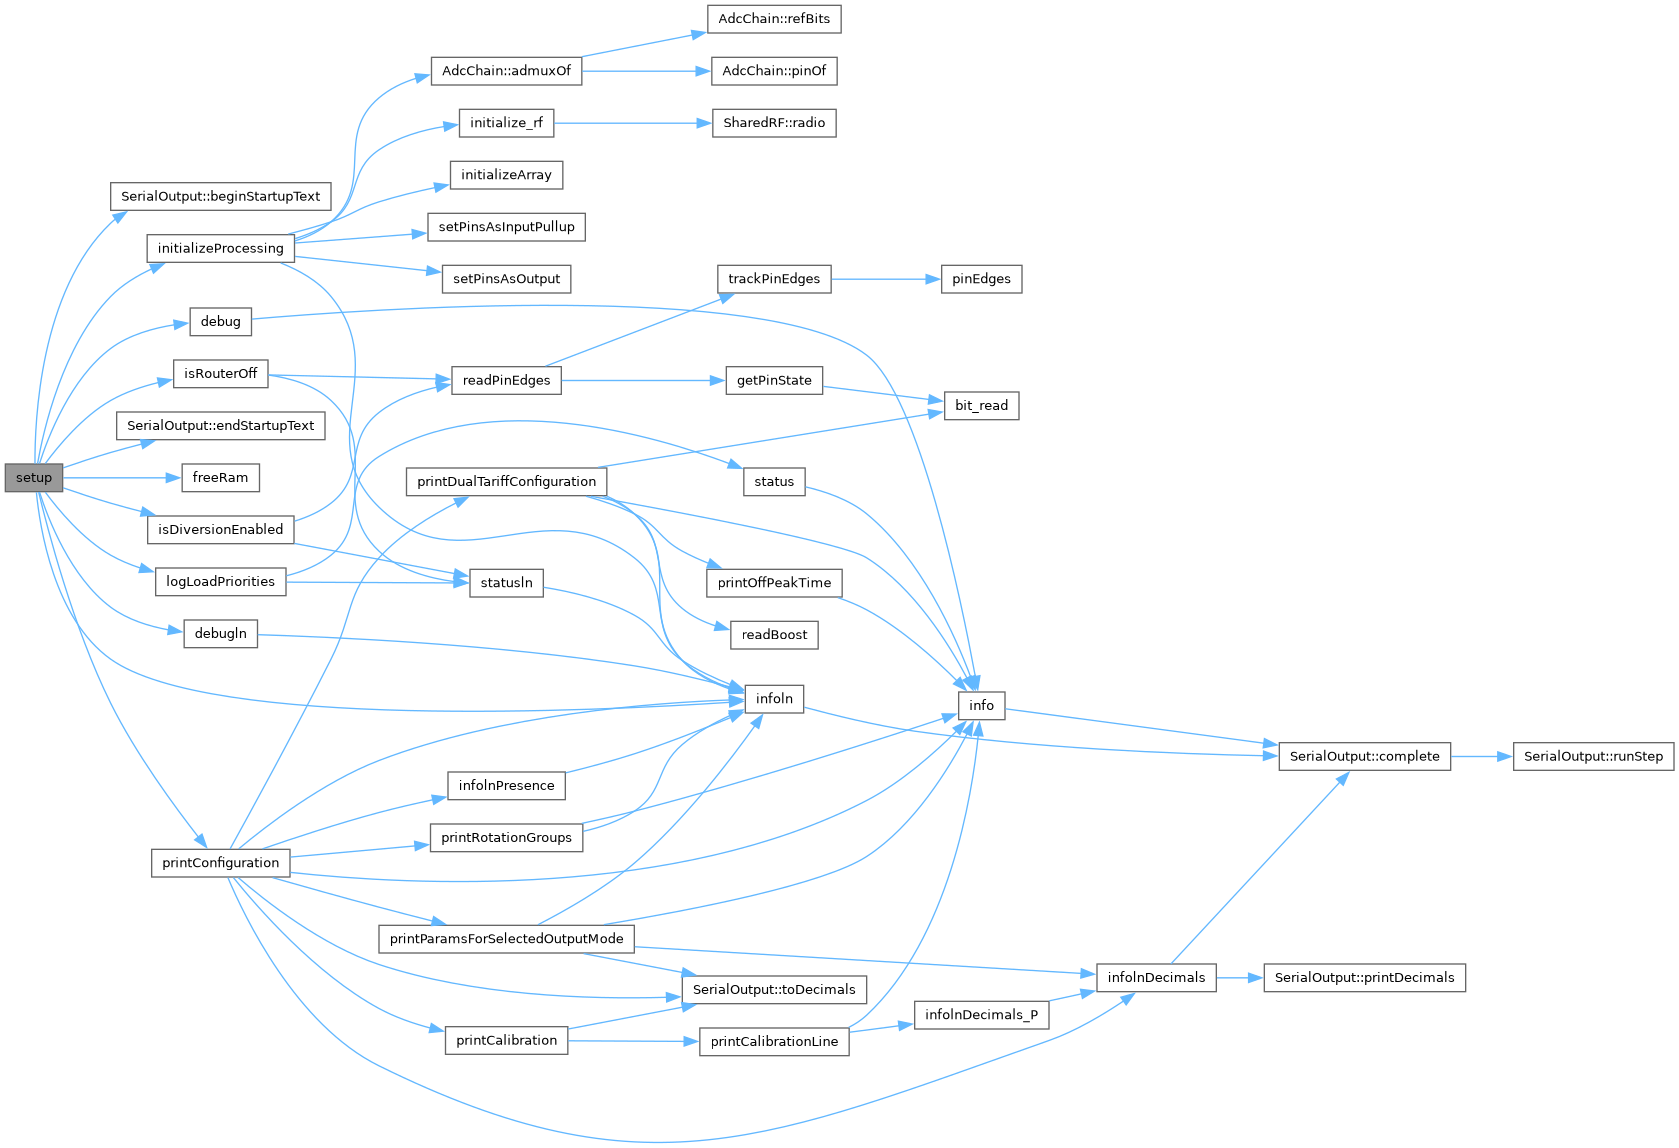 AdcChain::refBits
AdcChain::admuxOf
AdcChain::pinOf
initialize_rf
SharedRF::radio
initializeArray
SerialOutput::beginStartupText
setPinsAsInputPullup
initializeProcessing
setPinsAsOutput
trackPinEdges
pinEdges
debug
isRouterOff
readPinEdges
getPinState
bit_read
SerialOutput::endStartupText
setup
freeRam
printDualTariffConfiguration
status
isDiversionEnabled
logLoadPriorities
statusln
printOffPeakTime
debugln
readBoost
infoln
info
SerialOutput::complete
SerialOutput::runStep
infolnPresence
printRotationGroups
printConfiguration
printParamsForSelectedOutputMode
infolnDecimals
SerialOutput::printDecimals
SerialOutput::toDecimals
infolnDecimals_P
printCalibration
printCalibrationLine